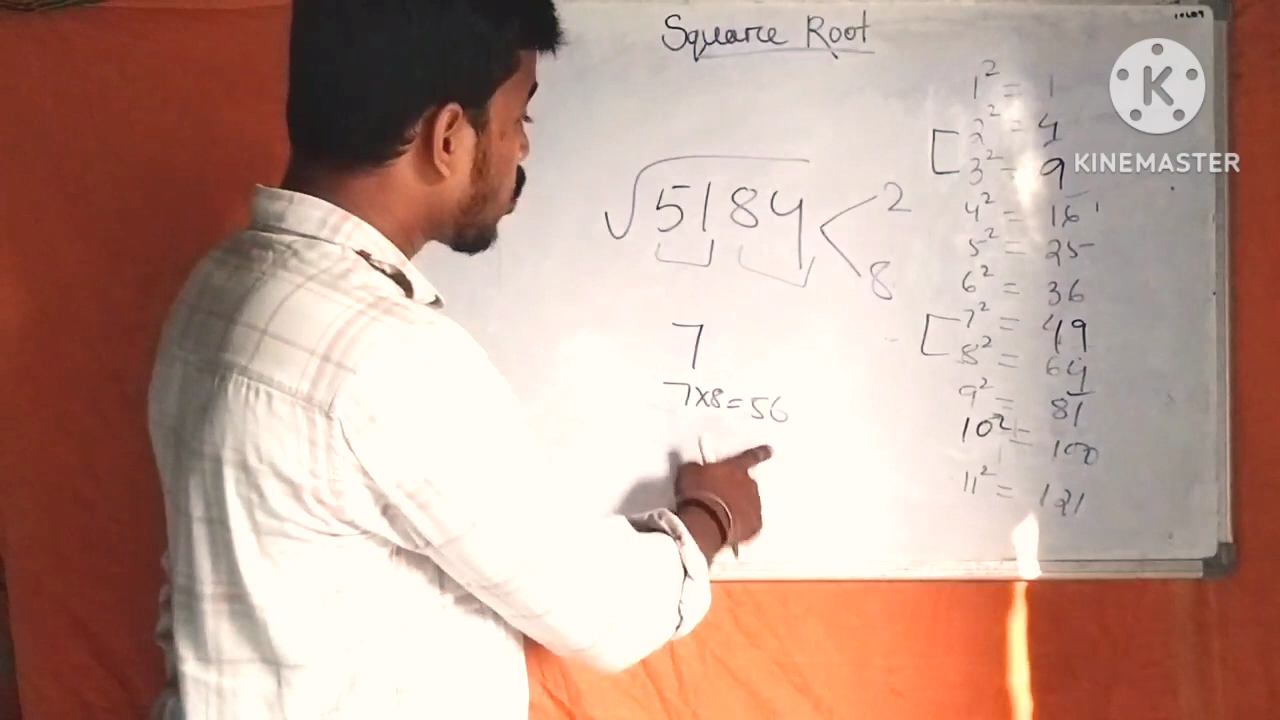 Square Root
√5184
2
8
7
7×8=56
1² = 1
2² = 4
3² = 9
4² = 16
5² = 25
6² = 36
7² = 49
8² = 64
9² = 81
10² = 100
11² = 121
KINEMASTER